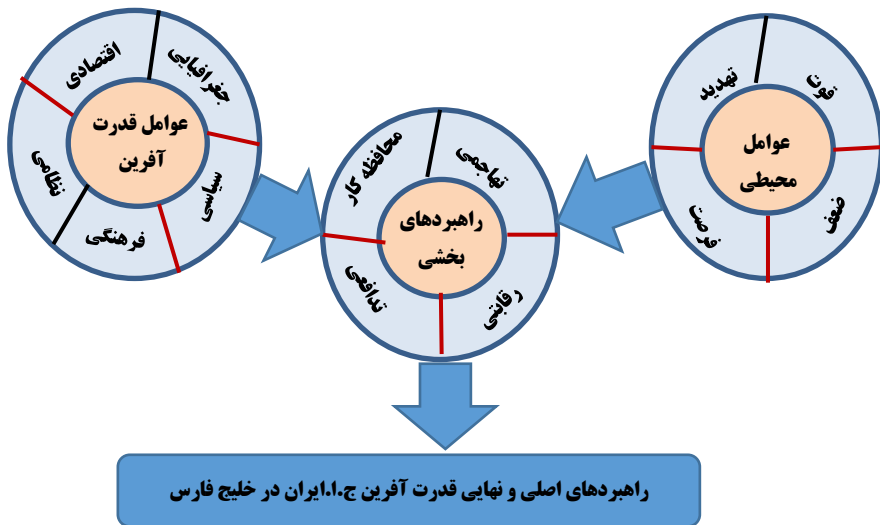 قوت
تهدید
عوامل
محیطی
ضعف
فرصت
جغرافیایی
اقتصادی
عوامل قدرت
آفرین
سیاسی
نظامی
فرهنگی
تهاجمی
محافظه کار
راهبردهای
بخشی
رقابتی
تدافعی
راهبردهای اصلی و نهایی قدرت آفرین ج.ا.ایران در خلیج فارس